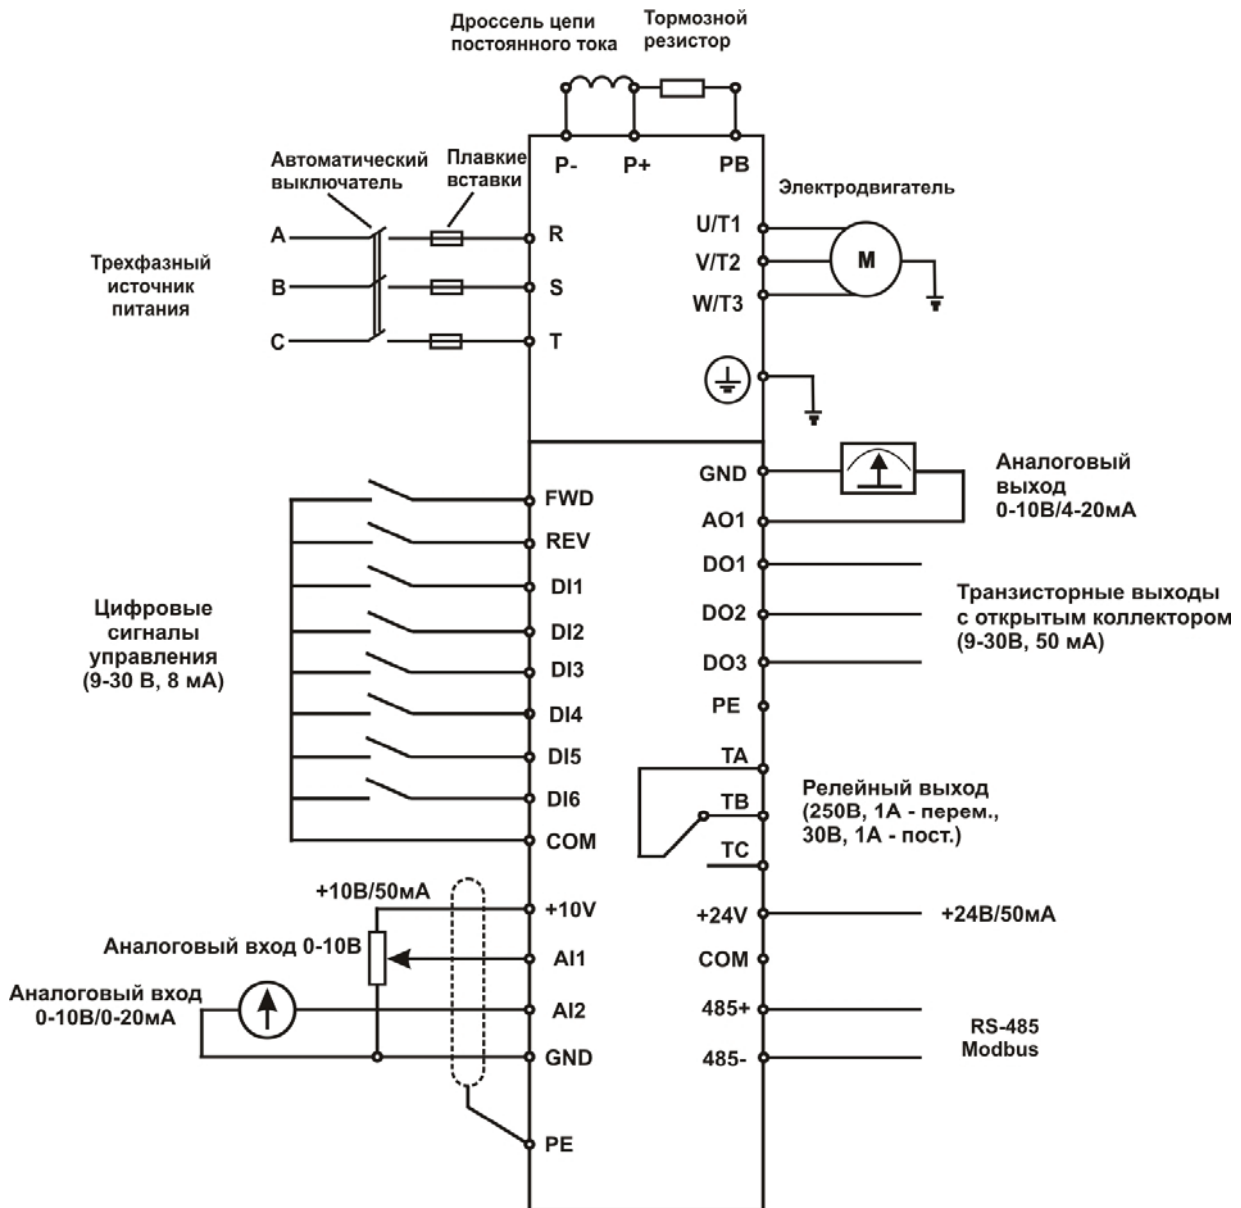 Дроссель цепи
постоянного тока
Тормозной
резистор
P-
P+
PB
Автоматический
выключатель
Плавкие
вставки
Электродвигатель
A
B
C
Трехфазный
источник
питания
R
S
T
U/T1
V/T2
W/T3
M
FWD
REV
DI1
DI2
DI3
DI4
DI5
DI6
COM
Цифровые
сигналы
управления
(9-30 В, 8 мА)
GND
AO1
DO1
DO2
DO3
PE
TA
TB
TC
Аналоговый
выход
0-10В/4-20мА
Транзисторные выходы
с открытым коллектором
(9-30В, 50 мА)
Релейный выход
(250В, 1А - перем.,
30В, 1А - пост.)
+10В/50мА
+10V
Аналоговый вход 0-10В
AI1
Аналоговый вход
0-10В/0-20мА
AI2
GND
PE
+24V
+24В/50мА
COM
485+
485-
RS-485
Modbus